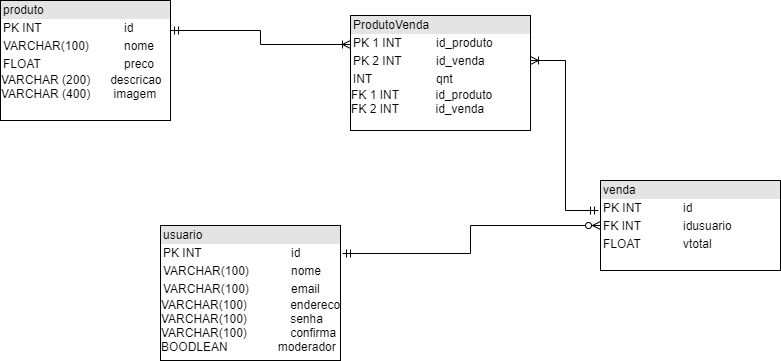 produto
PK INT id
VARCHAR(100) nome
FLOAT preco
VARCHAR (200) descricao
VARCHAR (400) imagem
ProdutoVenda
PK 1 INT id_produto
PK 2 INT id_venda
INT qnt
FK 1 INT id_produto
FK 2 INT id_venda
venda
PK INT id
FK INT idusuario
FLOAT vtotal
usuario
PK INT id
VARCHAR(100) nome
VARCHAR(100) email
VARCHAR(100) endereco
VARCHAR(100) senha
VARCHAR(100) confirma
BOODLEAN moderador